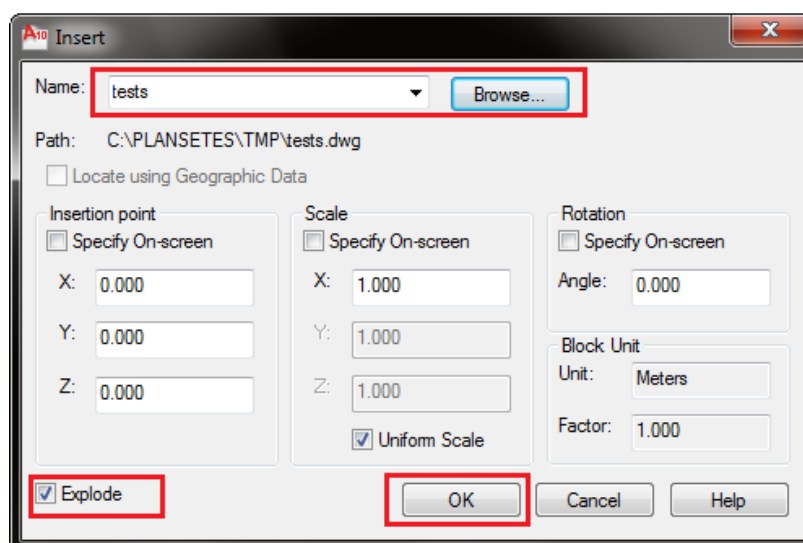 A10 Insert
Name: tests Browse...
Path: C:\PLANSETES\TMP\tests.dwg
Locate using Geographic Data
Insertion point
Specify On-screen
X: 0.000
Y: 0.000
Z: 0.000
Scale
Specify On-screen
X: 1.000
Y: 1.000
Z: 1.000
Uniform Scale
Rotation
Specify On-screen
Angle: 0.000
Block Unit
Unit: Meters
Factor: 1.000
Explode
OK Cancel Help